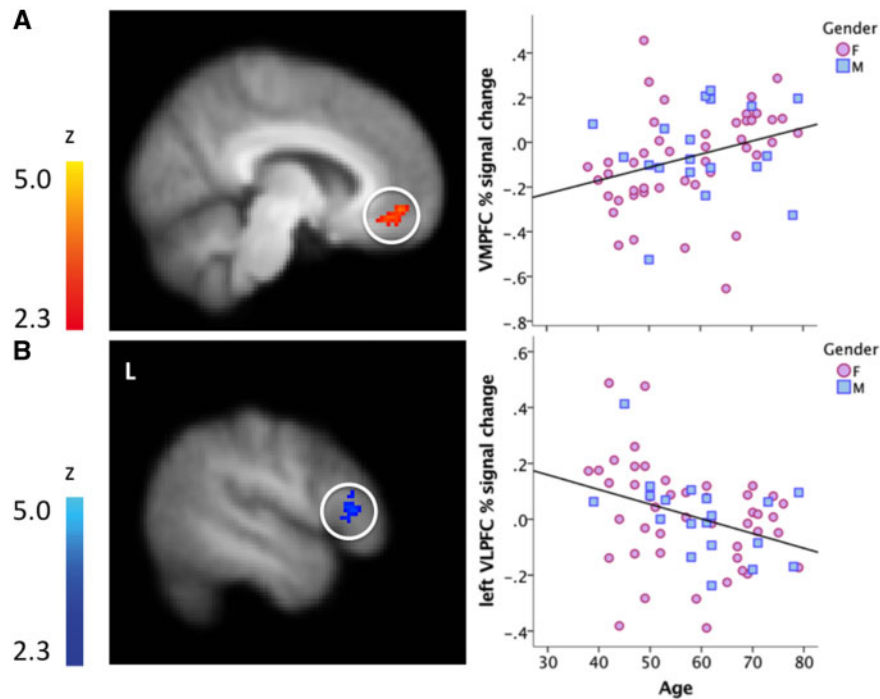 A
z
5.0
2.3
VMPFC % signal change
.4
.2
.0
-.2
-.4
-.6
-.8
Gender
F
M
B
L
z
5.0
2.3
left VLPFC % signal change
.6
.4
.2
.0
-.2
-.4
30 40 50 60 70 80
Age
Gender
F
M